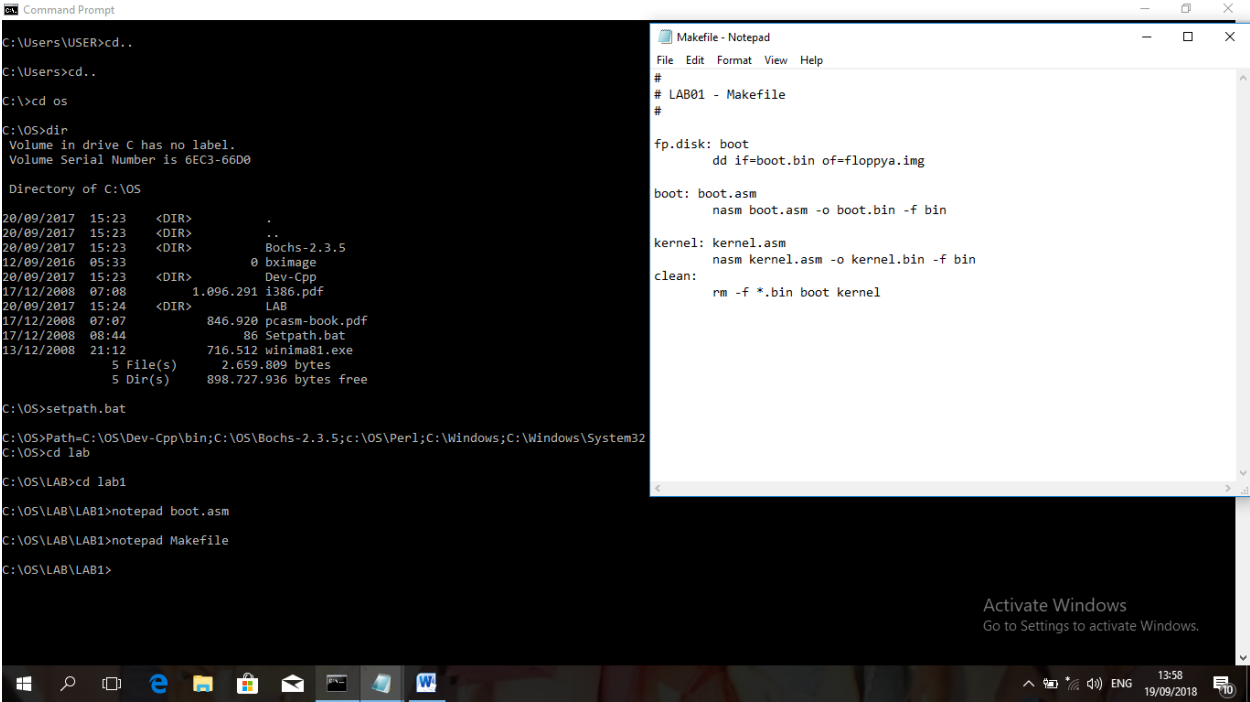 Command Prompt
C:\Users\USER>cd..
C:\Users>cd..
C:\>cd os
C:\OS>dir
 Volume in drive C has no label.
 Volume Serial Number is 6EC3-66D0
 Directory of C:\OS
20/09/2017  15:23    <DIR>          .
20/09/2017  15:23    <DIR>          ..
20/09/2017  15:23    <DIR>          Bochs-2.3.5
12/09/2016  05:33                 0 bximage
20/09/2017  15:23    <DIR>          Dev-Cpp
17/12/2008  07:08         1.096.291 i386.pdf
20/09/2017  15:24    <DIR>          LAB
17/12/2008  07:07           846.920 pcasm-book.pdf
17/12/2008  08:44                86 Setpath.bat
13/12/2008  21:12           716.512 winima81.exe
               5 File(s)      2.659.809 bytes
               5 Dir(s)     898.727.936 bytes free
C:\OS>setpath.bat
C:\OS>Path=C:\OS\Dev-Cpp\bin;C:\OS\Bochs-2.3.5;c:\OS\Perl;C:\Windows;C:\Windows\System32
C:\OS>cd lab
C:\OS\LAB>cd lab1
C:\OS\LAB\LAB1>notepad boot.asm
C:\OS\LAB\LAB1>notepad Makefile
C:\OS\LAB\LAB1>
Makefile - Notepad
File Edit Format View Help
#
# LAB01 - Makefile
#
fp.disk: boot
        dd if=boot.bin of=floppya.img
boot: boot.asm
        nasm boot.asm -o boot.bin -f bin
kernel: kernel.asm
        nasm kernel.asm -o kernel.bin -f bin
clean:
        rm -f *.bin boot kernel
Activate Windows
Go to Settings to activate Windows.
ENG
13:58
19/09/2018
10